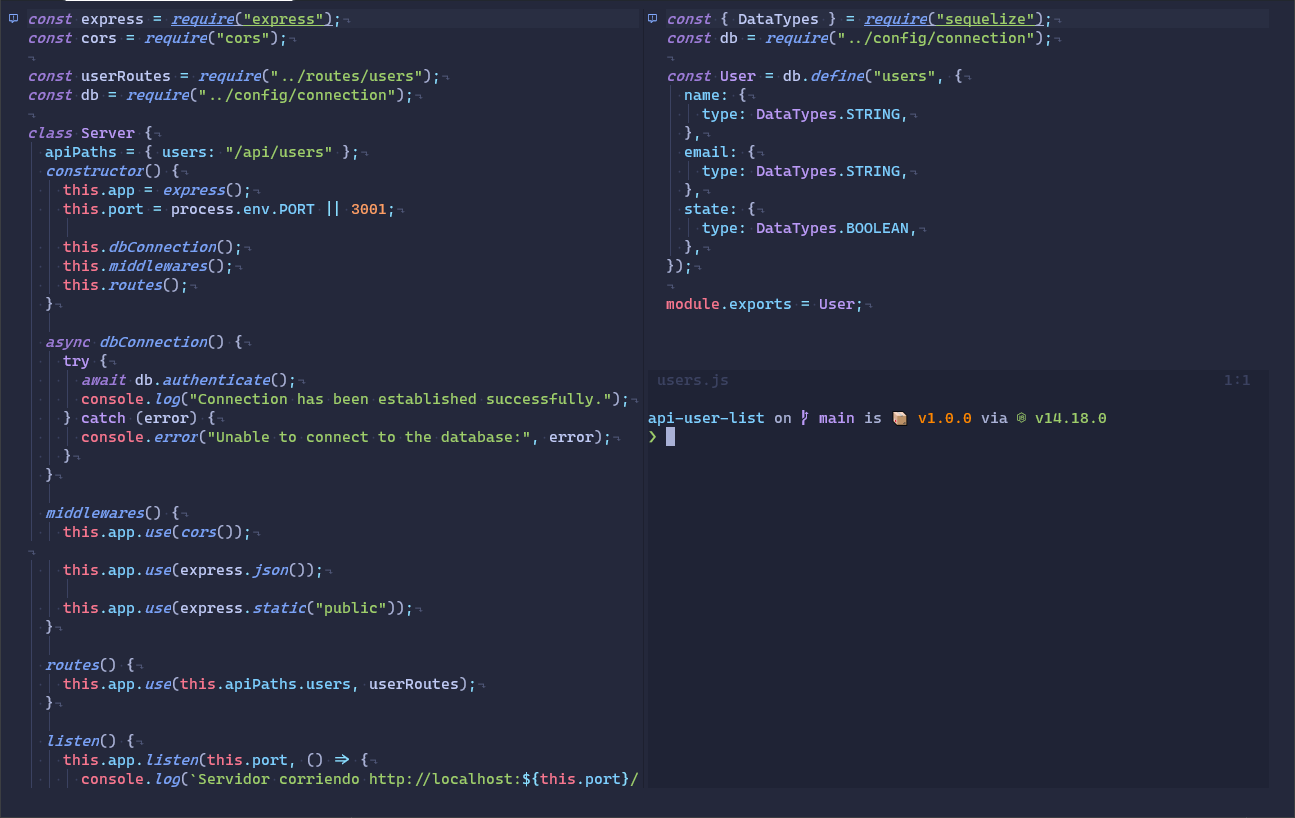 const express = require("express");
const cors = require("cors");
const userRoutes = require("../routes/users");
const db = require("../config/connection");
class Server {
apiPaths = { users: "/api/users" };
constructor() {
this.app = express();
this.port = process.env.PORT || 3001;
this.dbConnection();
this.middlewares();
this.routes();
}
async dbConnection() {
try {
await db.authenticate();
console.log("Connection has been established successfully.");
} catch (error) {
console.error("Unable to connect to the database:", error);
}
}
middlewares() {
this.app.use(cors());
this.app.use(express.json());
this.app.use(express.static("public"));
}
routes() {
this.app.use(this.apiPaths.users, userRoutes);
}
listen() {
this.app.listen(this.port, () => {
console.log(`Servidor corriendo http://localhost:${this.port}/
const { DataTypes } = require("sequelize");
const db = require("../config/connection");
const User = db.define("users", {
name: {
type: DataTypes.STRING,
},
email: {
type: DataTypes.STRING,
},
state: {
type: DataTypes.BOOLEAN,
},
});
module.exports = User;
users.js 1:1
api-user-list on main is 📦 v1.0.0 via v14.18.0
❯